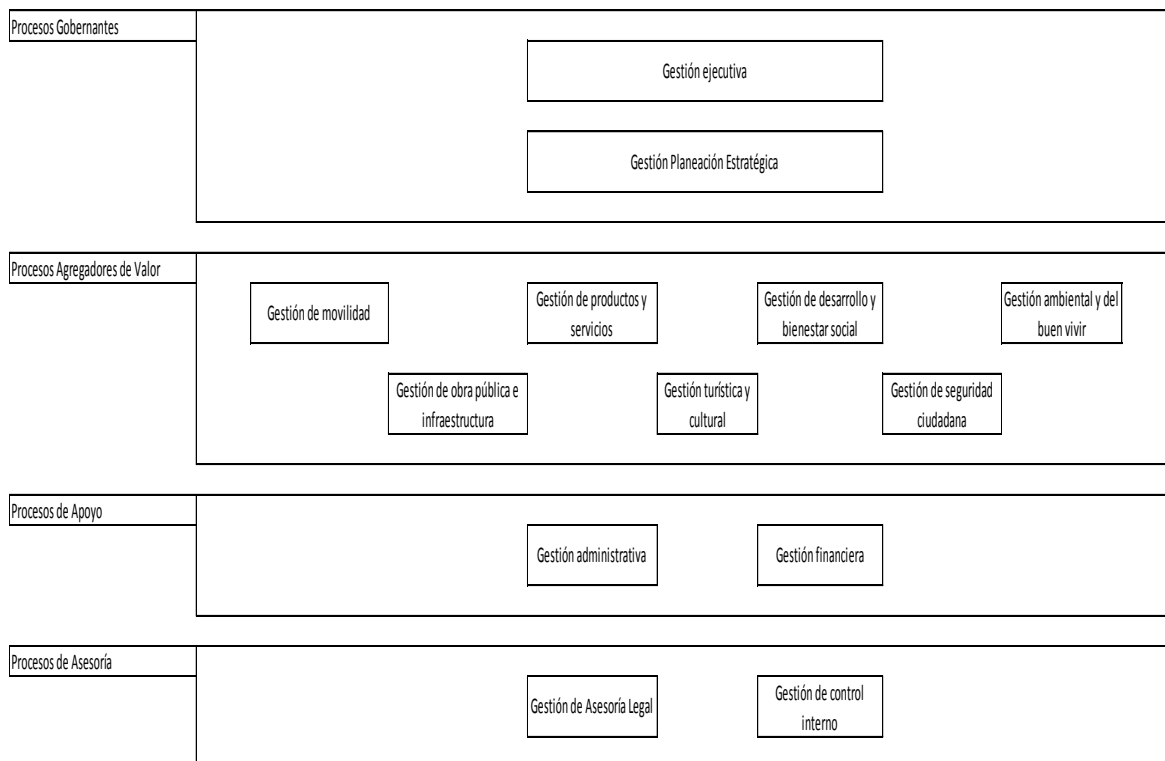 Procesos Gobernantes
Gestión ejecutiva
Gestión Planeación Estratégica
Procesos Agregadores de Valor
Gestión de movilidad
Gestión de productos y
servicios
Gestión de desarrollo y
bienestar social
Gestión ambiental y del
buen vivir
Gestión de obra pública e
infraestructura
Gestión turística y
cultural
Gestión de seguridad
ciudadana
Procesos de Apoyo
Gestión administrativa
Gestión financiera
Procesos de Asesoría
Gestión de Asesoría Legal
Gestión de control
interno